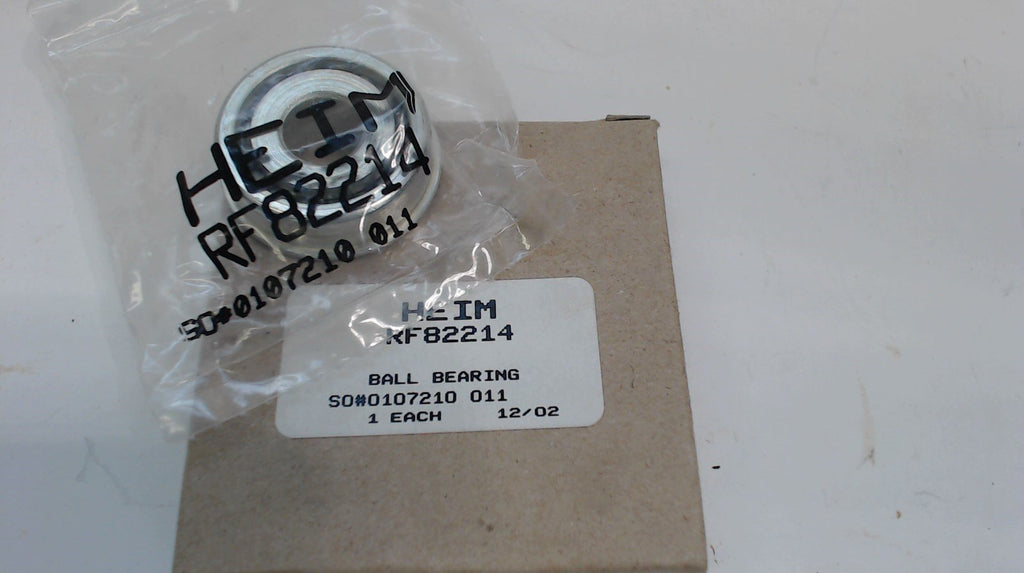 HEIM
RF82214
SO#0107210 011
HEIM
RF82214
BALL BEARING
SO#0107210 011
1 EACH 12/02